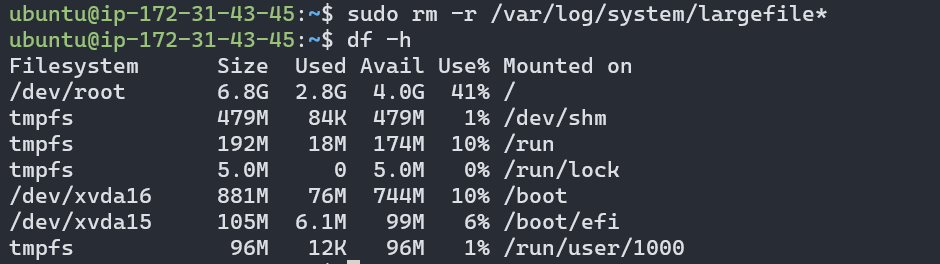 ubuntu@ip-172-31-43-45:~$ sudo rm -r /var/log/system/largefile*
ubuntu@ip-172-31-43-45:~$ df -h
Filesystem      Size  Used Avail Use% Mounted on
/dev/root       6.8G  2.8G  4.0G  41% /
tmpfs           479M   84K  479M   1% /dev/shm
tmpfs           192M   18M  174M  10% /run
tmpfs           5.0M     0  5.0M   0% /run/lock
/dev/xvda16     881M   76M  744M  10% /boot
/dev/xvda15     105M  6.1M   99M   6% /boot/efi
tmpfs            96M   12K   96M   1% /run/user/1000